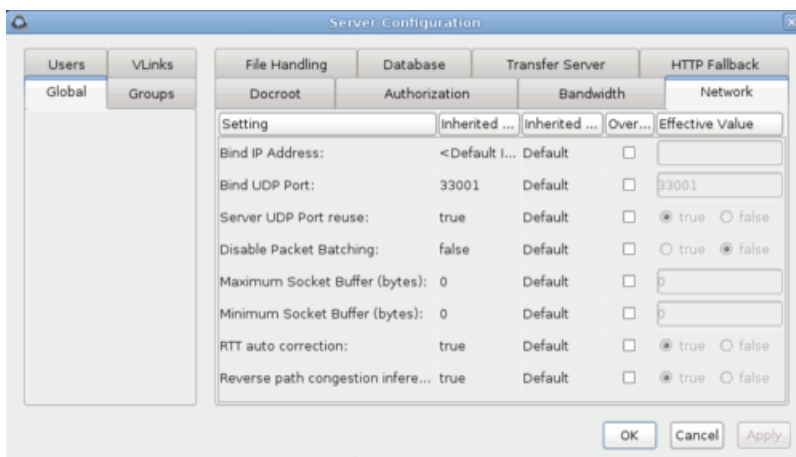 Server Configuration
Users VLinks
Global Groups
File Handling Database Transfer Server HTTP Fallback
Docroot Authorization Bandwidth Network
Setting Inherited ... Inherited ... Over... Effective Value
Bind IP Address: <Default I... Default
Bind UDP Port: 33001 Default 33001
Server UDP Port reuse: true Default true false
Disable Packet Batching: false Default true false
Maximum Socket Buffer (bytes): 0 Default 0
Minimum Socket Buffer (bytes): 0 Default 0
RTT auto correction: true Default true false
Reverse path congestion infere... true Default true false
OK Cancel Apply